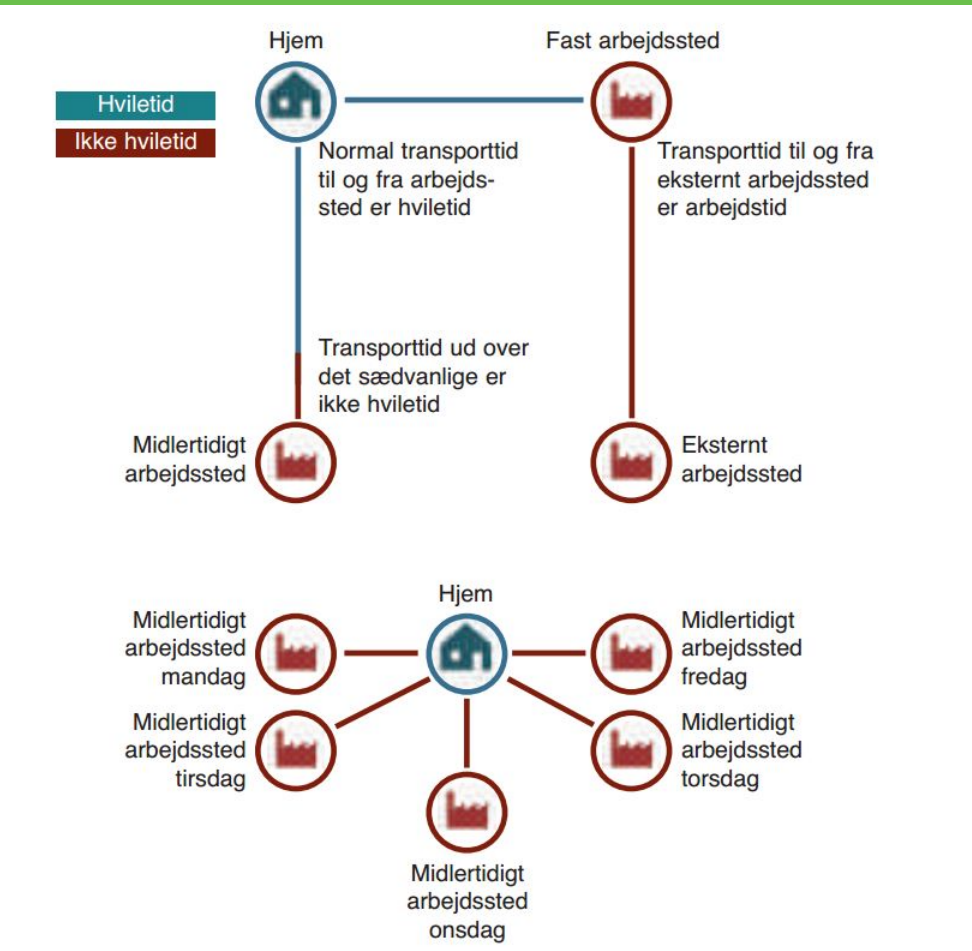 Hjem
Fast arbejdssted
Hviletid
Ikke hviletid
Normal transporttid
til og fra arbejds-
sted er hviletid
Transporttid til og fra
eksternt arbejdssted
er arbejdstid
Transporttid ud over
det sædvanlige er
ikke hviletid
Midlertidigt
arbejdssted
Eksternt
arbejdssted
Hjem
Midlertidigt
arbejdssted
mandag
Midlertidigt
arbejdssted
fredag
Midlertidigt
arbejdssted
tirsdag
Midlertidigt
arbejdssted
torsdag
Midlertidigt
arbejdssted
onsdag